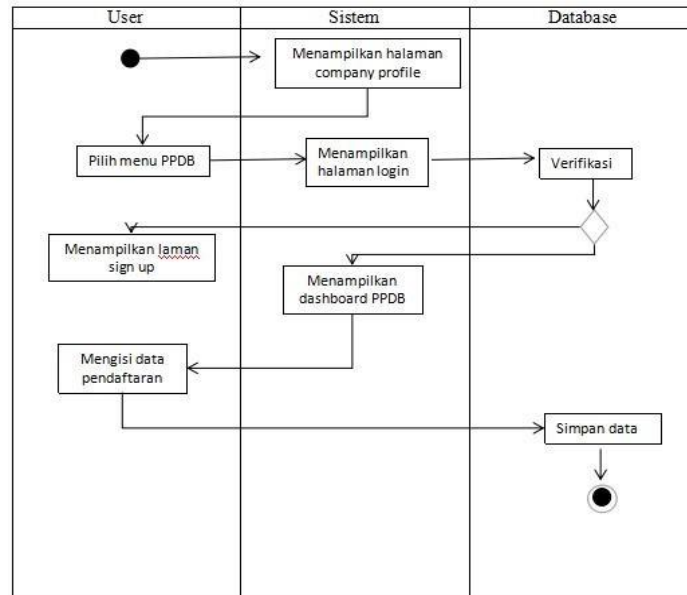 User
Sistem
Database
Menampilkan halaman
company profile
Pilih menu PPDB
Menampilkan
halaman login
Verifikasi
Menampilkan laman
sign up
Menampilkan
dashboard PPDB
Mengisi data
pendaftaran
Simpan data